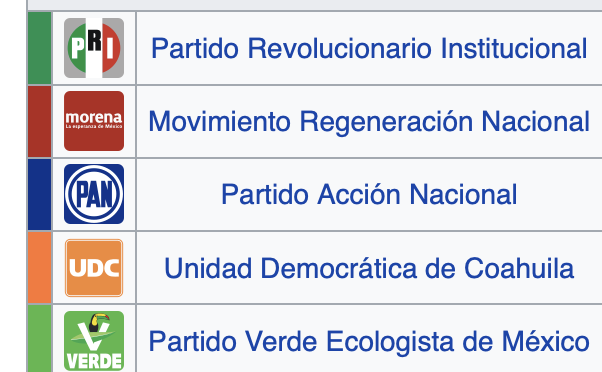 PRI
Partido Revolucionario Institucional
morena
La esperanza de México
Movimiento Regeneración Nacional
PAN
Partido Acción Nacional
UDC
Unidad Democrática de Coahuila
VERDE
Partido Verde Ecologista de México